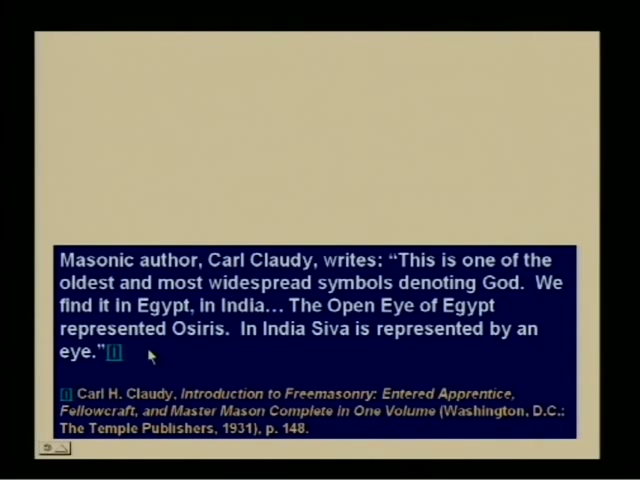 Masonic author, Carl Claudy, writes: “This is one of the
oldest and most widespread symbols denoting God.  We
find it in Egypt, in India... The Open Eye of Egypt
represented Osiris.  In India Siva is represented by an
eye.”[i]
[i] Carl H. Claudy, Introduction to Freemasonry: Entered Apprentice,
Fellowcraft, and Master Mason Complete in One Volume (Washington, D.C.:
The Temple Publishers, 1931), p. 148.